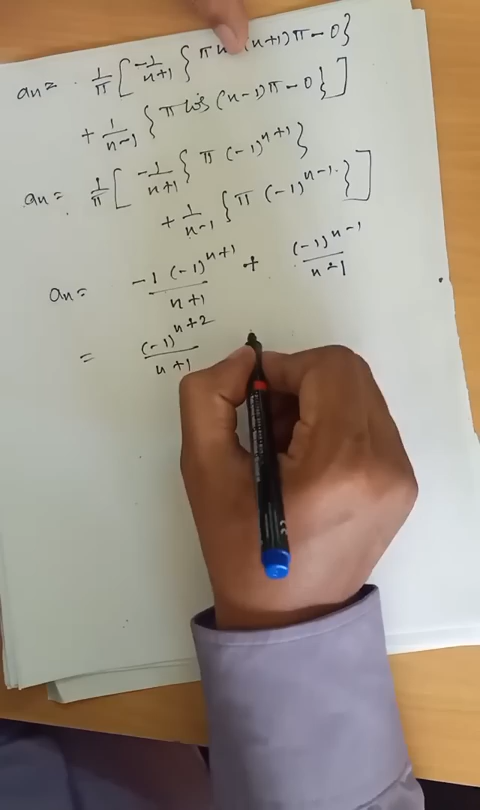 an = 1/π [ -1/n+1 { π (n+1)π - 0 }
+ 1/n-1 { π cos (n-1)π - 0 } ]
an = 1/π [ -1/n+1 { π (-1)^n+1 }
+ 1/n-1 { π (-1)^n-1 } ]
an = -1 (-1)^n+1 / n+1 + (-1)^n-1 / n-1
= (-1)^n+2 / n+1